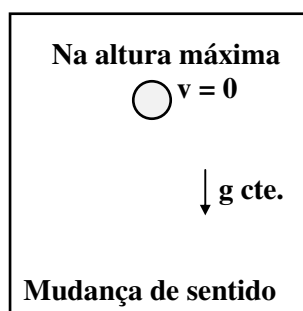 Na altura máxima
v = 0
g cte.
Mudança de sentido